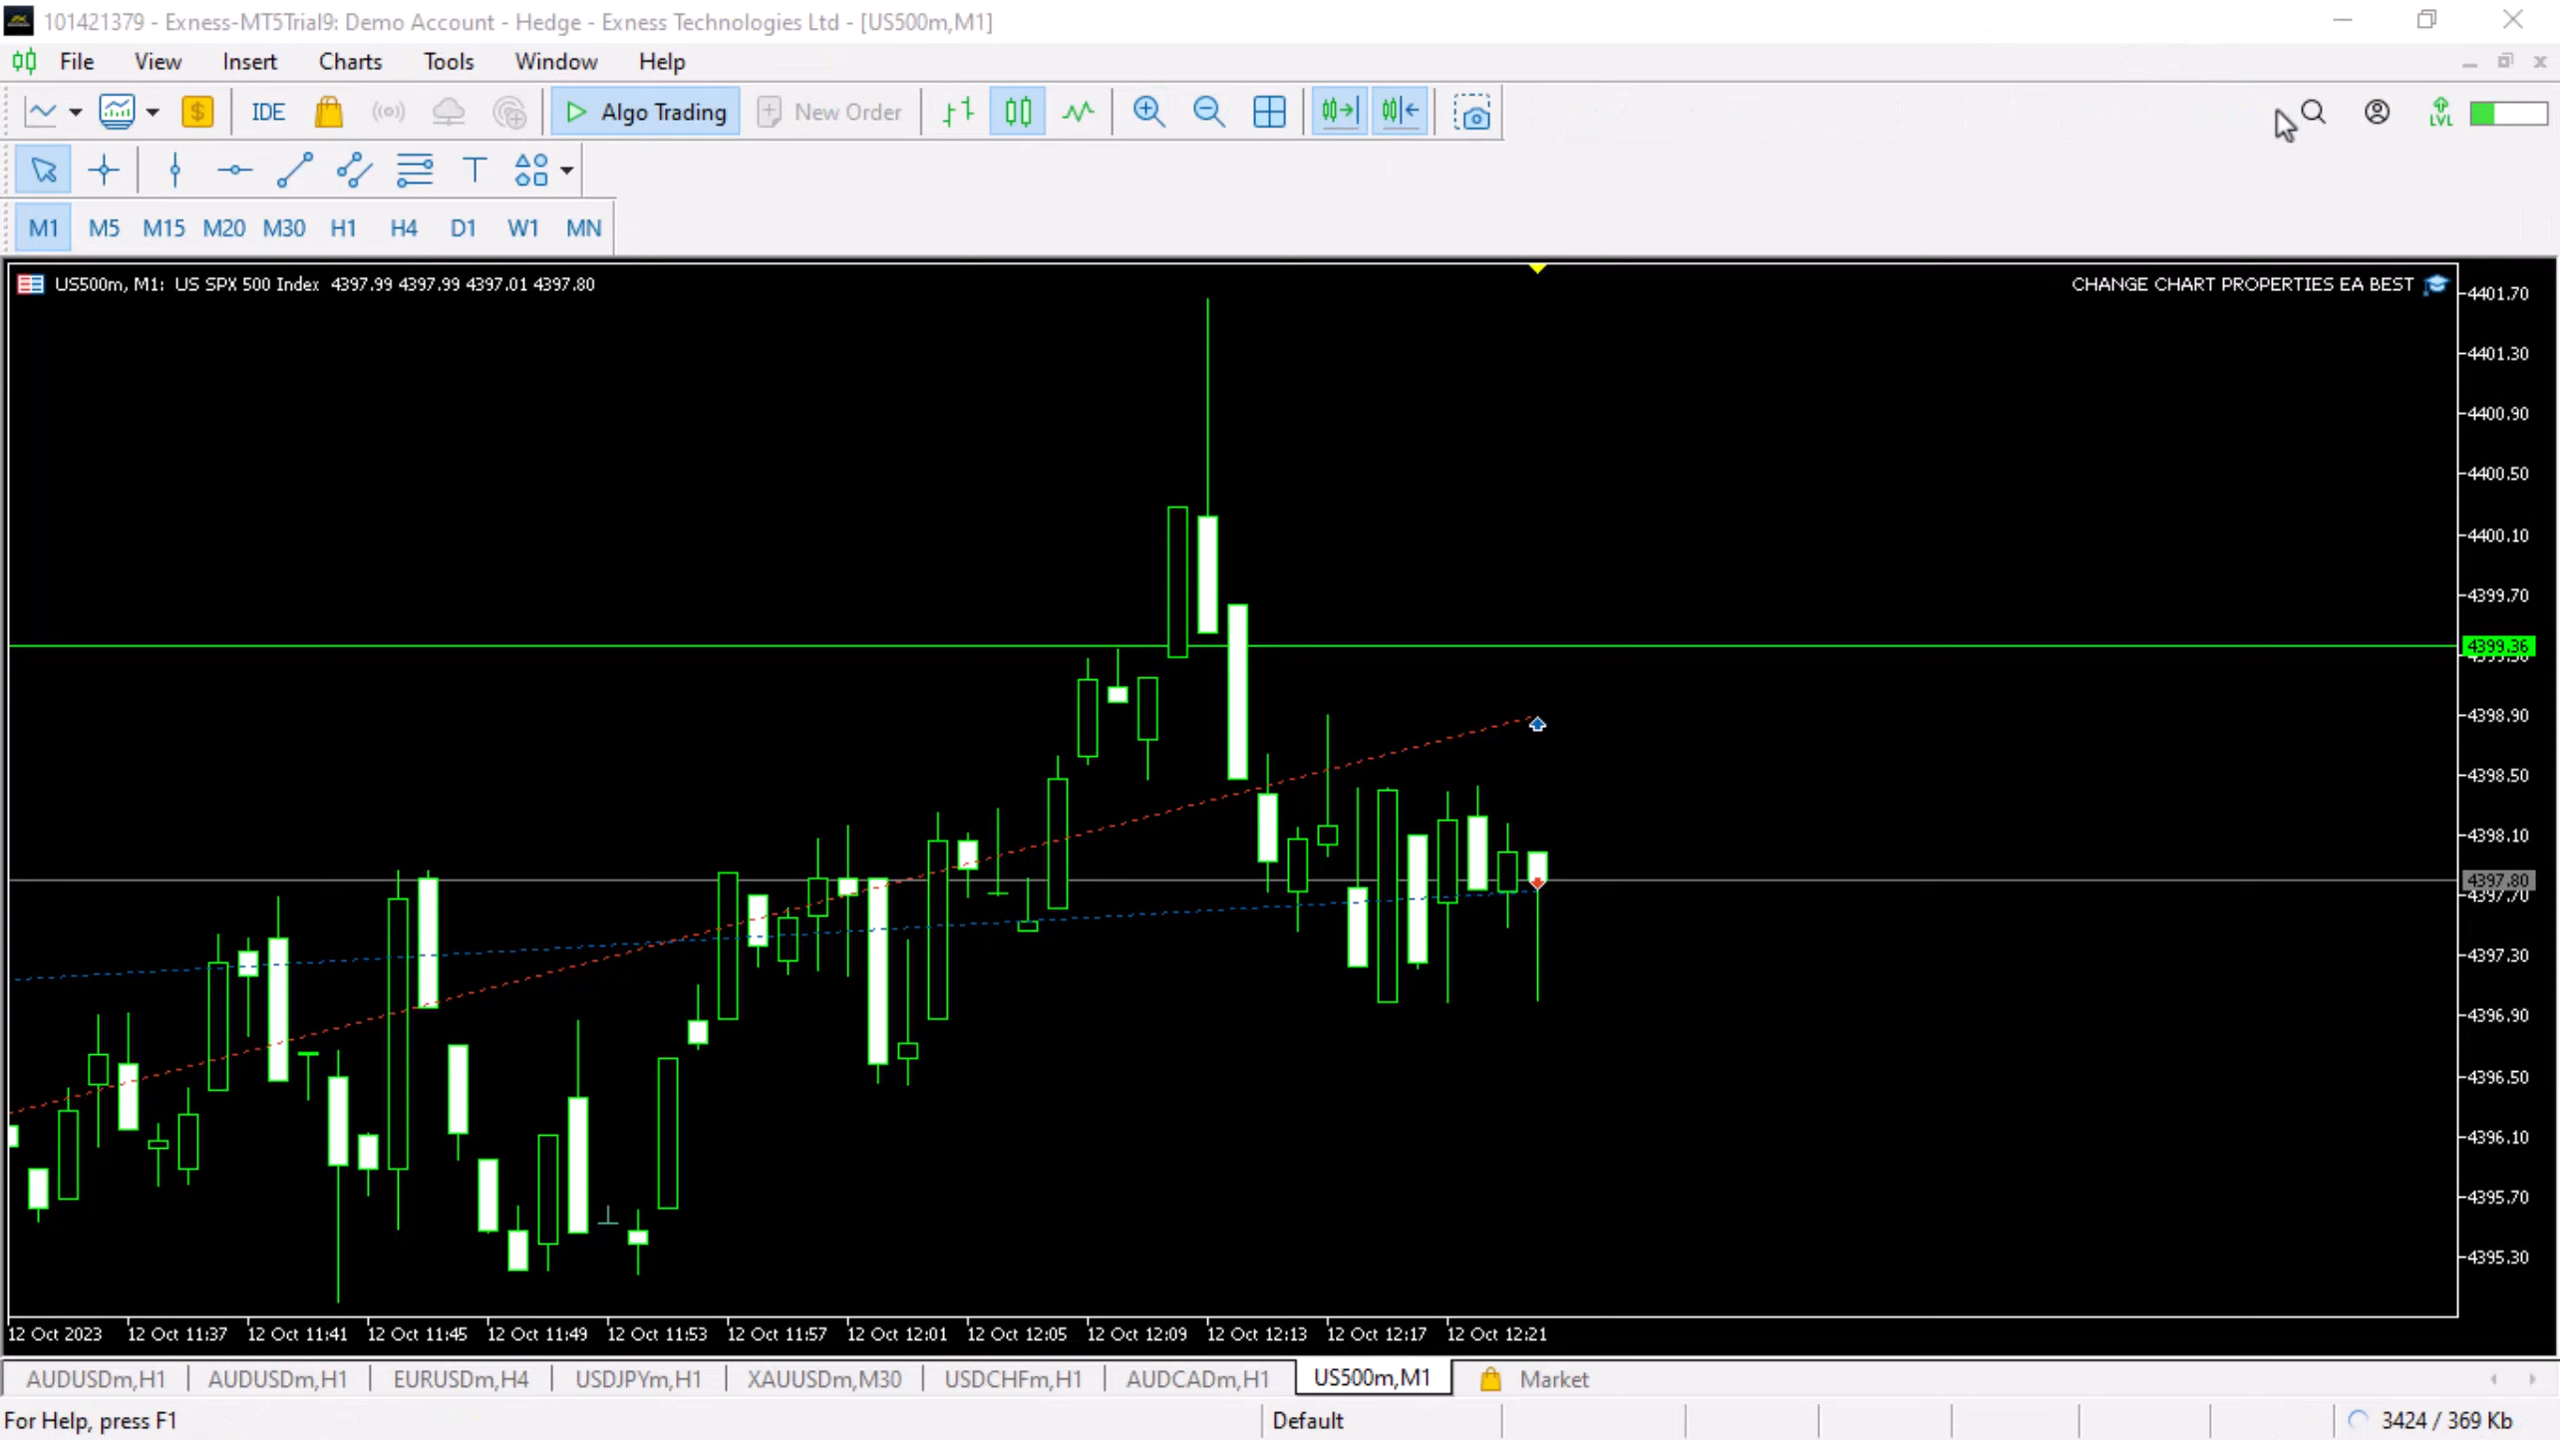 101421379 - Exness-MT5Trial9: Demo Account - Hedge - Exness Technologies Ltd - [US500m,M1]
File View Insert Charts Tools Window Help
IDE Algo Trading New Order LVL
T
M1 M5 M15 M20 M30 H1 H4 D1 W1 MN
US500m, M1: US SPX 500 Index 4397.99 4397.99 4397.01 4397.80
CHANGE CHART PROPERTIES EA BEST
4401.70
4401.30
4400.90
4400.50
4400.10
4399.70
4399.36
4398.90
4398.50
4398.10
4397.80
4397.70
4397.30
4396.90
4396.50
4396.10
4395.70
4395.30
12 Oct 2023 12 Oct 11:37 12 Oct 11:41 12 Oct 11:45 12 Oct 11:49 12 Oct 11:53 12 Oct 11:57 12 Oct 12:01 12 Oct 12:05 12 Oct 12:09 12 Oct 12:13 12 Oct 12:17 12 Oct 12:21
AUDUSDm,H1 AUDUSDm,H1 EURUSDm,H4 USDJPYm,H1 XAUUSDm,M30 USDCHFm,H1 AUDCADm,H1 US500m,M1 Market
For Help, press F1 Default 3424 / 369 Kb